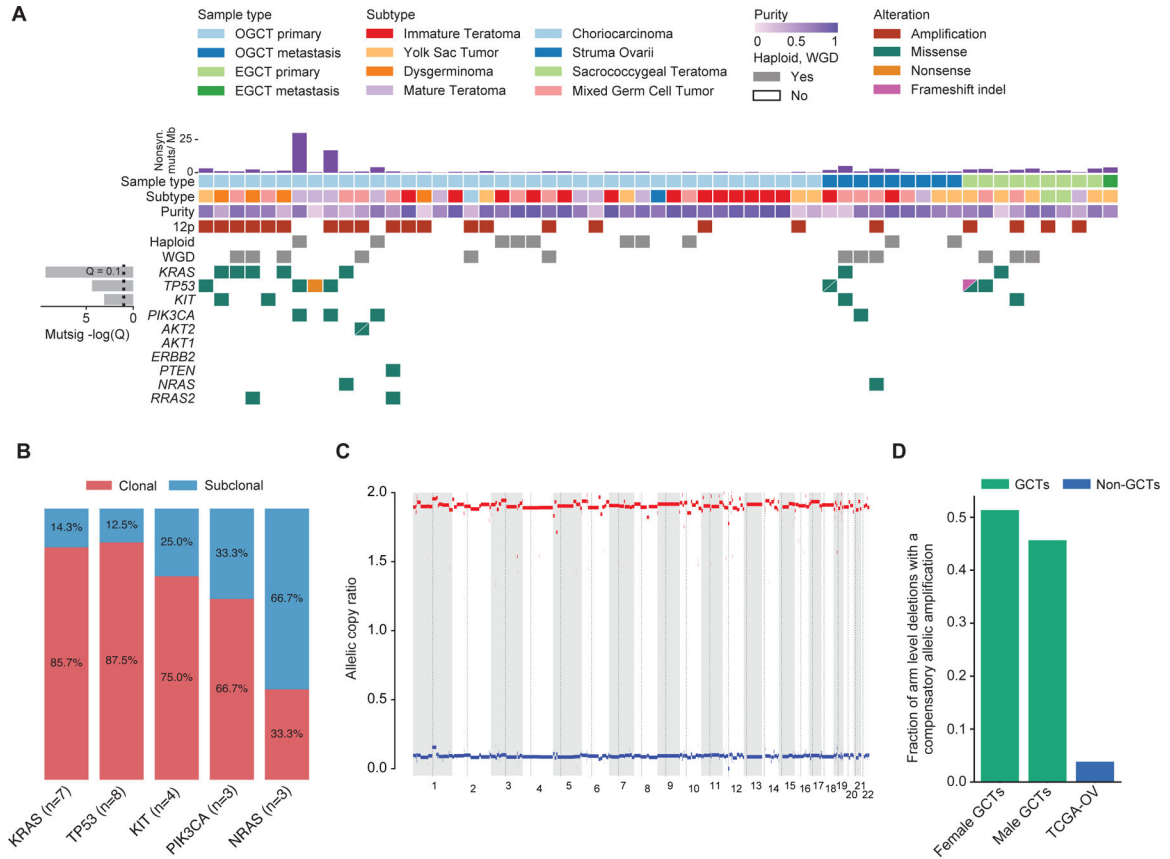 A
Sample type
OGCT primary
OGCT metastasis
EGCT primary
EGCT metastasis
Subtype
Immature Teratoma
Yolk Sac Tumor
Dysgerminoma
Mature Teratoma
Choriocarcinoma
Struma Ovarii
Sacrococcygeal Teratoma
Mixed Germ Cell Tumor
Purity
0 1
Haploid, WGD
Yes
No
Alteration
Amplification
Missense
Nonsense
Frameshift indel
Nonsyn. muts/ Mb
25
0
Sample type
Subtype
Purity
12p
Haploid
WGD
KRAS
TP53
KIT
PIK3CA
AKT2
AKT1
ERBB2
PTEN
NRAS
RRAS2
Q = 0.1
5 0
Mutsig -log(Q)
B
Clonal Subclonal
14.3% 12.5% 25.0% 33.3% 66.7%
85.7% 87.5% 75.0% 66.7% 33.3%
KRAS (n=7) TP53 (n=8) KIT (n=4) PIK3CA (n=3) NRAS (n=3)
C
Allelic copy ratio
2.0
1.5
1.0
0.5
0.0
1 2 3 4 5 6 7 8 9 10 11 12 13 14 15 16 17 18 19 20 21 22
D
GCTs Non-GCTs
Fraction of arm level deletions with a
compensatory allelic amplification
0.5
0.4
0.3
0.2
0.1
0.0
Female GCTs Male GCTs TCGA-OV